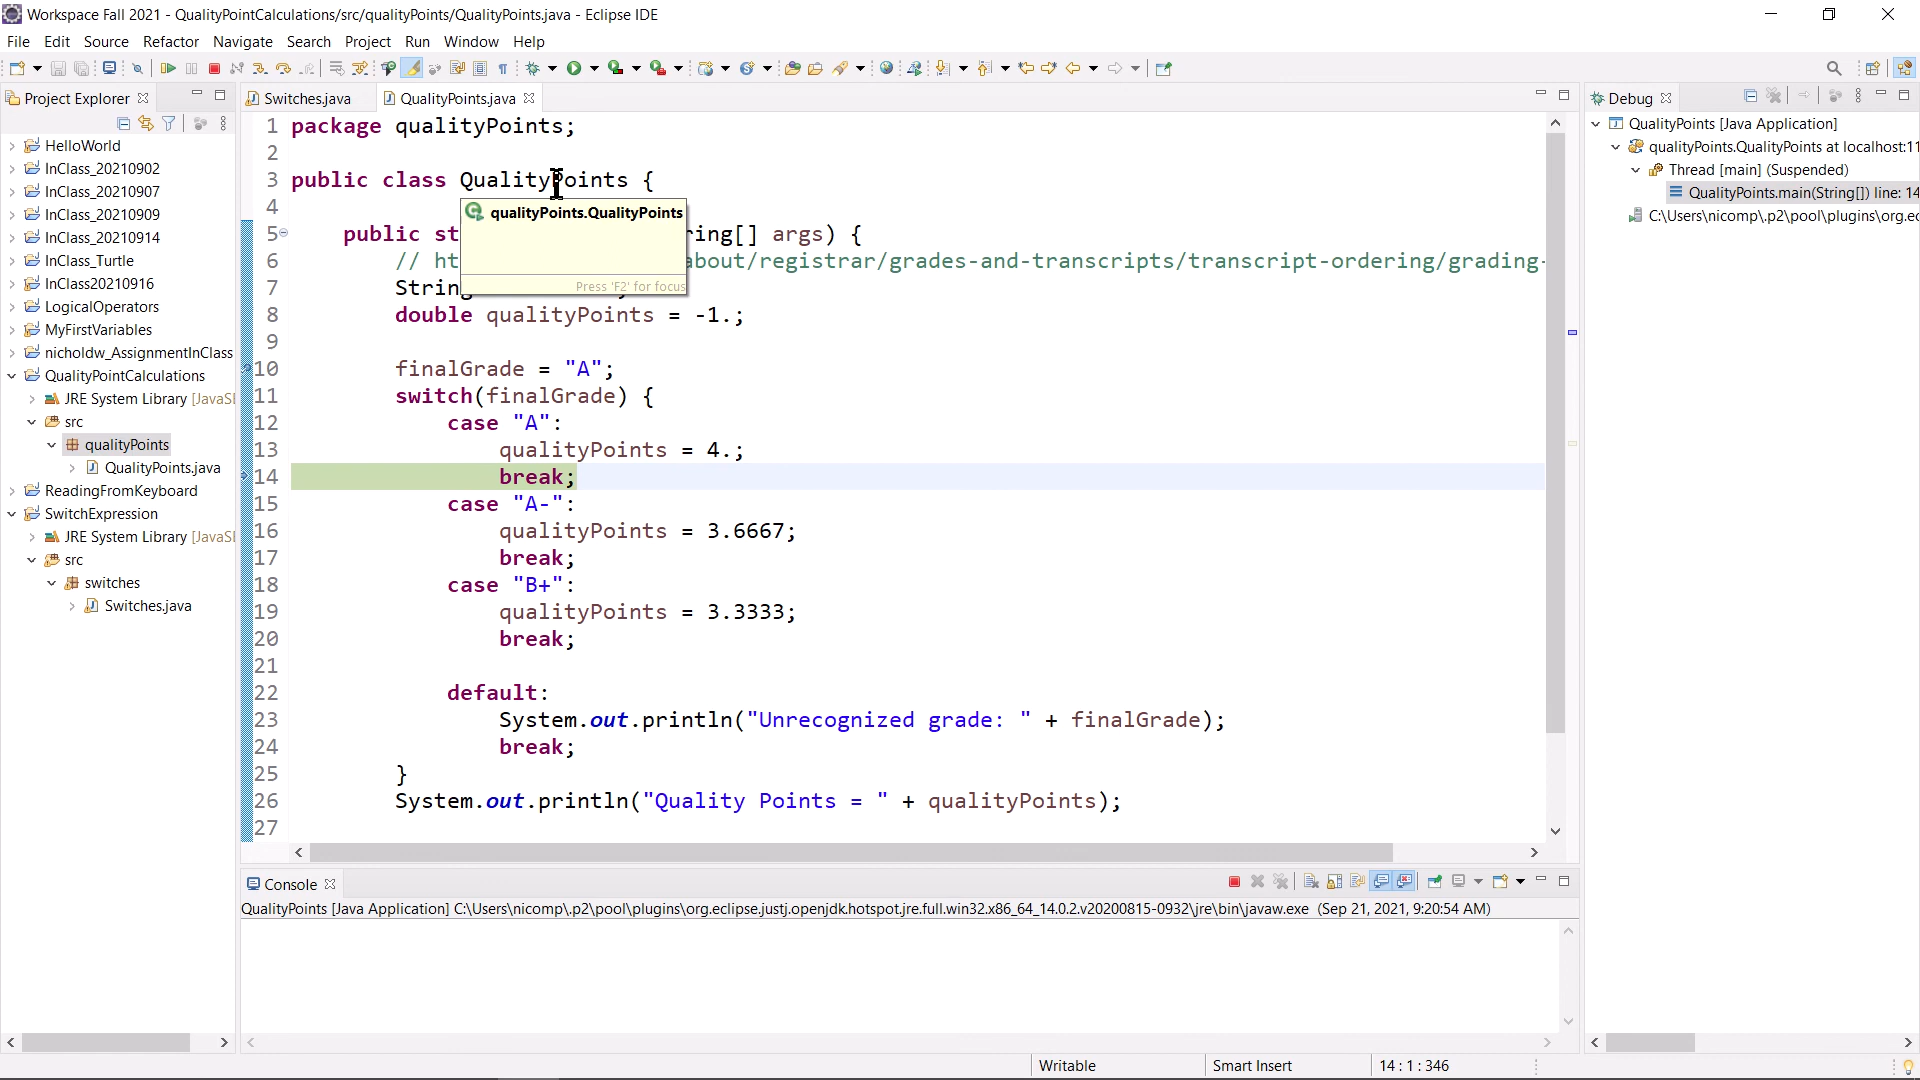 Workspace Fall 2021 - QualityPointCalculations/src/qualityPoints/QualityPoints.java - Eclipse IDE
File Edit Source Refactor Navigate Search Project Run Window Help
Project Explorer
HelloWorld
InClass_20210902
InClass_20210907
InClass_20210909
InClass_20210914
InClass_Turtle
InClass20210916
LogicalOperators
MyFirstVariables
nicholdw_AssignmentInClass
QualityPointCalculations
JRE System Library [JavaSE
src
qualityPoints
QualityPoints.java
ReadingFromKeyboard
SwitchExpression
JRE System Library [JavaSE
src
switches
Switches.java
Switches.java QualityPoints.java
1 package qualityPoints;
2
3 public class QualityPoints {
4
qualityPoints.QualityPoints
Press 'F2' for focus
5 public st ring[] args) {
6 // ht about/registrar/grades-and-transcripts/transcript-ordering/grading-
7 String
8 double qualityPoints = -1.;
9
10 finalGrade = "A";
11 switch(finalGrade) {
12 case "A":
13 qualityPoints = 4.;
14 break;
15 case "A-":
16 qualityPoints = 3.6667;
17 break;
18 case "B+":
19 qualityPoints = 3.3333;
20 break;
21
22 default:
23 System.out.println("Unrecognized grade: " + finalGrade);
24 break;
25 }
26 System.out.println("Quality Points = " + qualityPoints);
27
Debug
QualityPoints [Java Application]
qualityPoints.QualityPoints at localhost:11
Thread [main] (Suspended)
QualityPoints.main(String[]) line: 14
C:\Users\nicomp\.p2\pool\plugins\org.ec
Console
QualityPoints [Java Application] C:\Users\nicomp\.p2\pool\plugins\org.eclipse.justj.openjdk.hotspot.jre.full.win32.x86_64_14.0.2.v20200815-0932\jre\bin\javaw.exe (Sep 21, 2021, 9:20:54 AM)
Writable Smart Insert 14 : 1 : 346